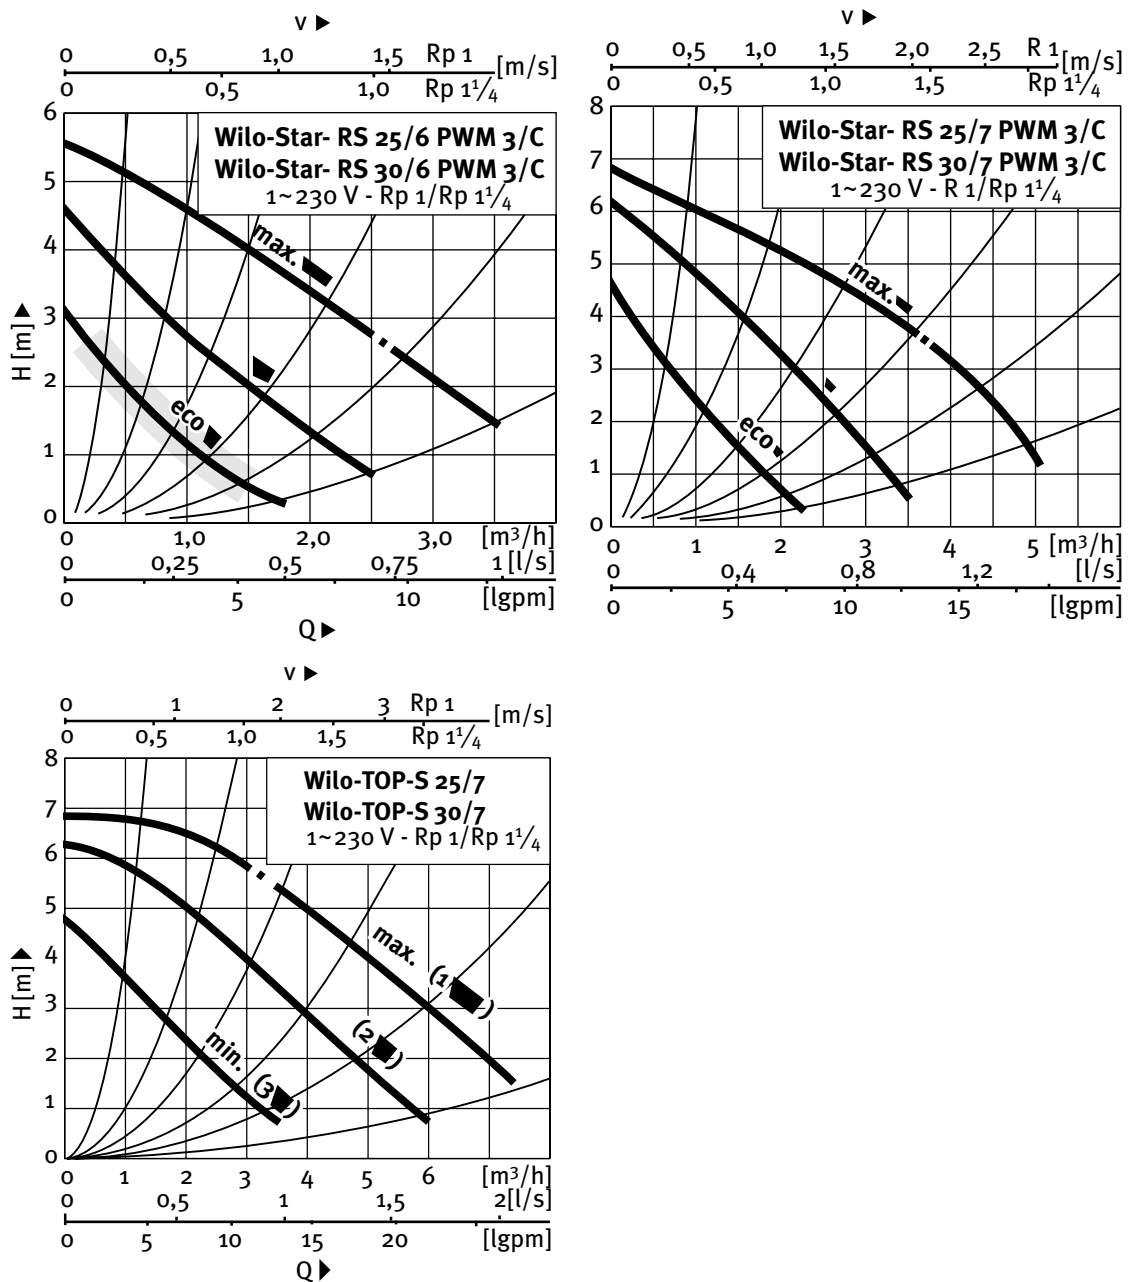 v ▶
0 0,5 1,0 1,5 Rp 1
[m/s]
0 0,5 1,0 Rp 1¼
6
5
4
3
2
1
0
H [m] ▶
Wilo-Star- RS 25/6 PWM 3/C
Wilo-Star- RS 30/6 PWM 3/C
1~230 V - Rp 1/Rp 1¼
max.
eco
0 1,0 2,0 3,0 [m³/h]
0 0,25 0,5 0,75 1 [l/s]
0 5 10 [lgpm]
Q ▶
v ▶
0 0,5 1,0 1,5 2,0 2,5 R 1
[m/s]
0 0,5 1,0 1,5 Rp 1¼
8
7
6
5
4
3
2
1
0
Wilo-Star- RS 25/7 PWM 3/C
Wilo-Star- RS 30/7 PWM 3/C
1~230 V - R 1/Rp 1¼
max.
eco
0 1 2 3 4 5 [m³/h]
0 0,4 0,8 1,2 [l/s]
0 5 10 15 [lgpm]
v ▶
0 1 2 3 Rp 1
[m/s]
0 0,5 1,0 1,5 Rp 1¼
8
7
6
5
4
3
2
1
0
H [m] ▶
Wilo-TOP-S 25/7
Wilo-TOP-S 30/7
1~230 V - Rp 1/Rp 1¼
max. (1)
(2)
min. (3)
0 1 2 3 4 5 6 [m³/h]
0 0,5 1 1,5 2 [l/s]
0 5 10 15 20 [lgpm]
Q ▶